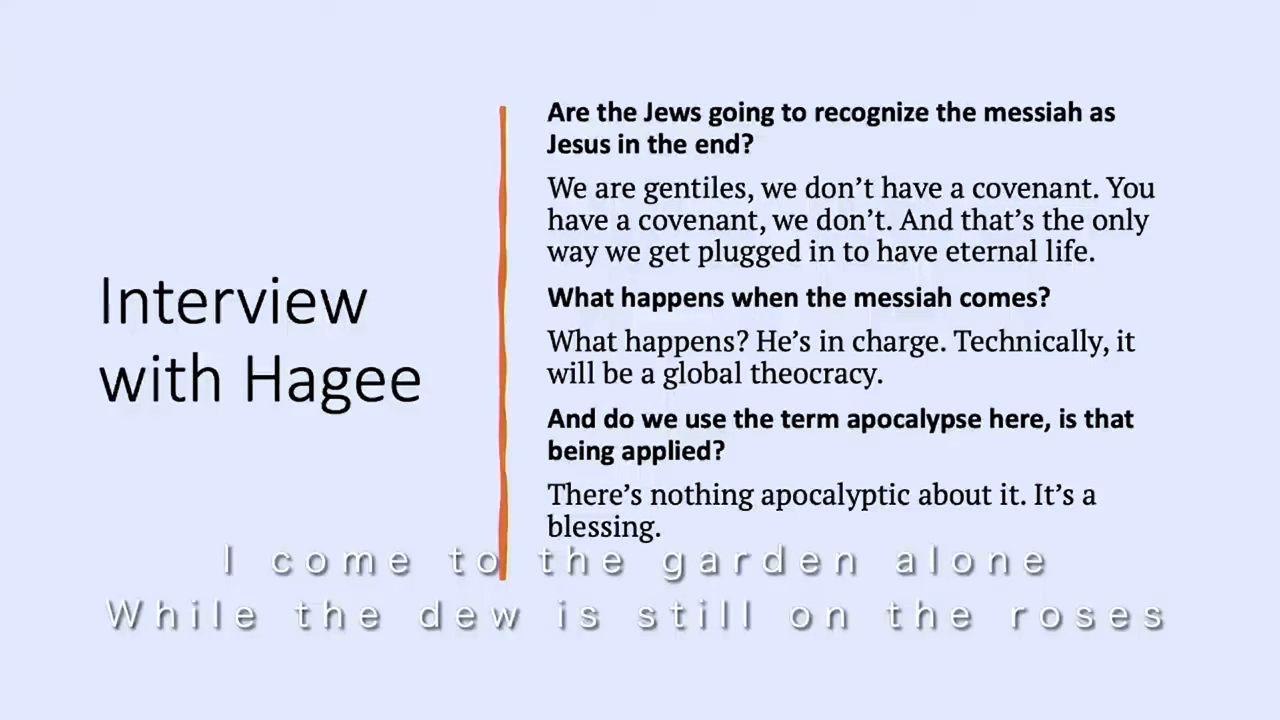 Interview
with Hagee
Are the Jews going to recognize the messiah as
Jesus in the end?
We are gentiles, we don’t have a covenant. You
have a covenant, we don’t. And that’s the only
way we get plugged in to have eternal life.
What happens when the messiah comes?
What happens? He’s in charge. Technically, it
will be a global theocracy.
And do we use the term apocalypse here, is that
being applied?
There’s nothing apocalyptic about it. It’s a
blessing.
I come to the garden alone
While the dew is still on the roses